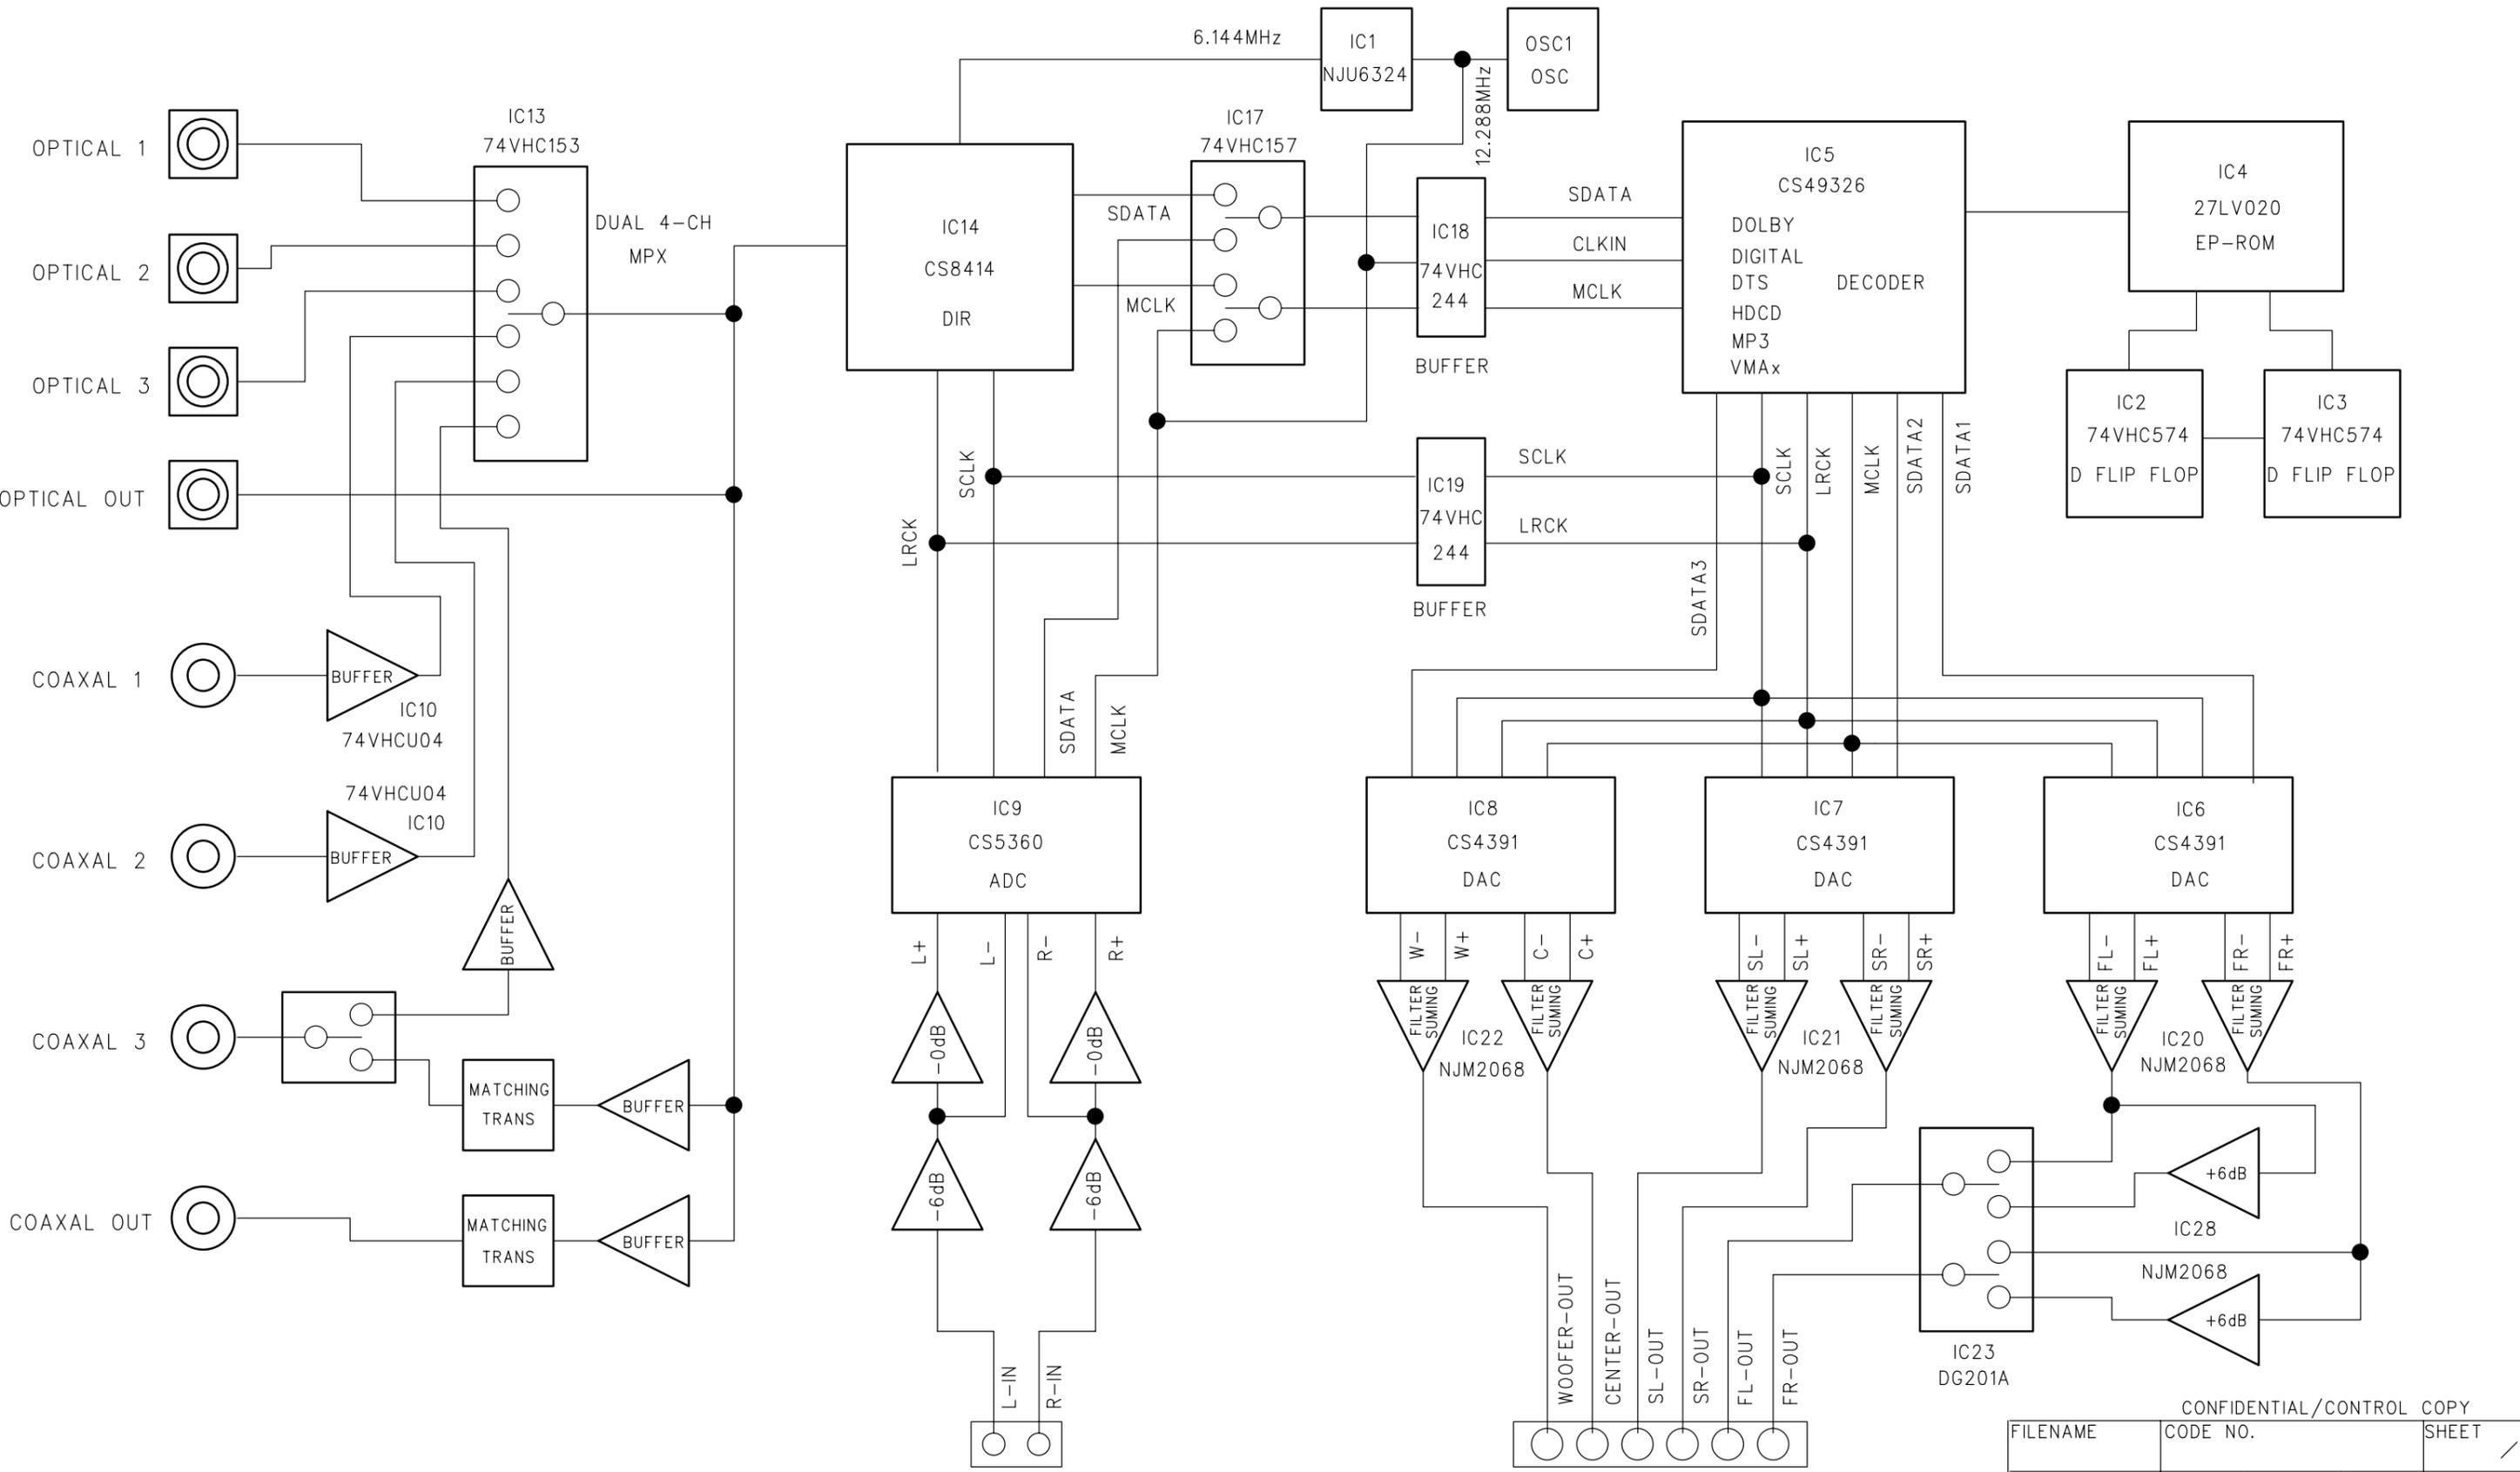 6.144MHz
IC1
NJU6324
OSC1
OSC
12.288MHz
OPTICAL 1
OPTICAL 2
OPTICAL 3
OPTICAL OUT
COAXAL 1
COAXAL 2
COAXAL 3
COAXAL OUT
IC13
74VHC153
DUAL 4-CH
MPX
BUFFER
IC10
74VHCU04
74VHCU04
IC10
BUFFER
BUFFER
MATCHING
TRANS
BUFFER
MATCHING
TRANS
BUFFER
IC14
CS8414
DIR
SDATA
MCLK
IC17
74VHC157
IC18
74VHC
244
BUFFER
SDATA
CLKIN
MCLK
IC5
CS49326
DOLBY
DIGITAL
DTS
DECODER
HDCD
MP3
VMAx
IC4
27LV020
EP-ROM
IC2
74VHC574
D FLIP FLOP
IC3
74VHC574
D FLIP FLOP
SCLK
LRCK
IC19
74VHC
244
BUFFER
SCLK
LRCK
SDATA3
SCLK
LRCK
MCLK
SDATA2
SDATA1
SDATA
MCLK
IC9
CS5360
ADC
L+
L-
R-
R+
-0dB
-0dB
-6dB
-6dB
L-IN
R-IN
IC8
CS4391
DAC
IC7
CS4391
DAC
IC6
CS4391
DAC
W-
W+
C-
C+
SL-
SL+
SR-
SR+
FL-
FL+
FR-
FR+
FILTER
SUMING
FILTER
SUMING
FILTER
SUMING
FILTER
SUMING
FILTER
SUMING
FILTER
SUMING
IC22
NJM2068
IC21
NJM2068
IC20
NJM2068
+6dB
IC28
NJM2068
+6dB
IC23
DG201A
WOOFER-OUT
CENTER-OUT
SL-OUT
SR-OUT
FL-OUT
FR-OUT
CONFIDENTIAL/CONTROL COPY
FILENAME
CODE NO.
SHEET
/